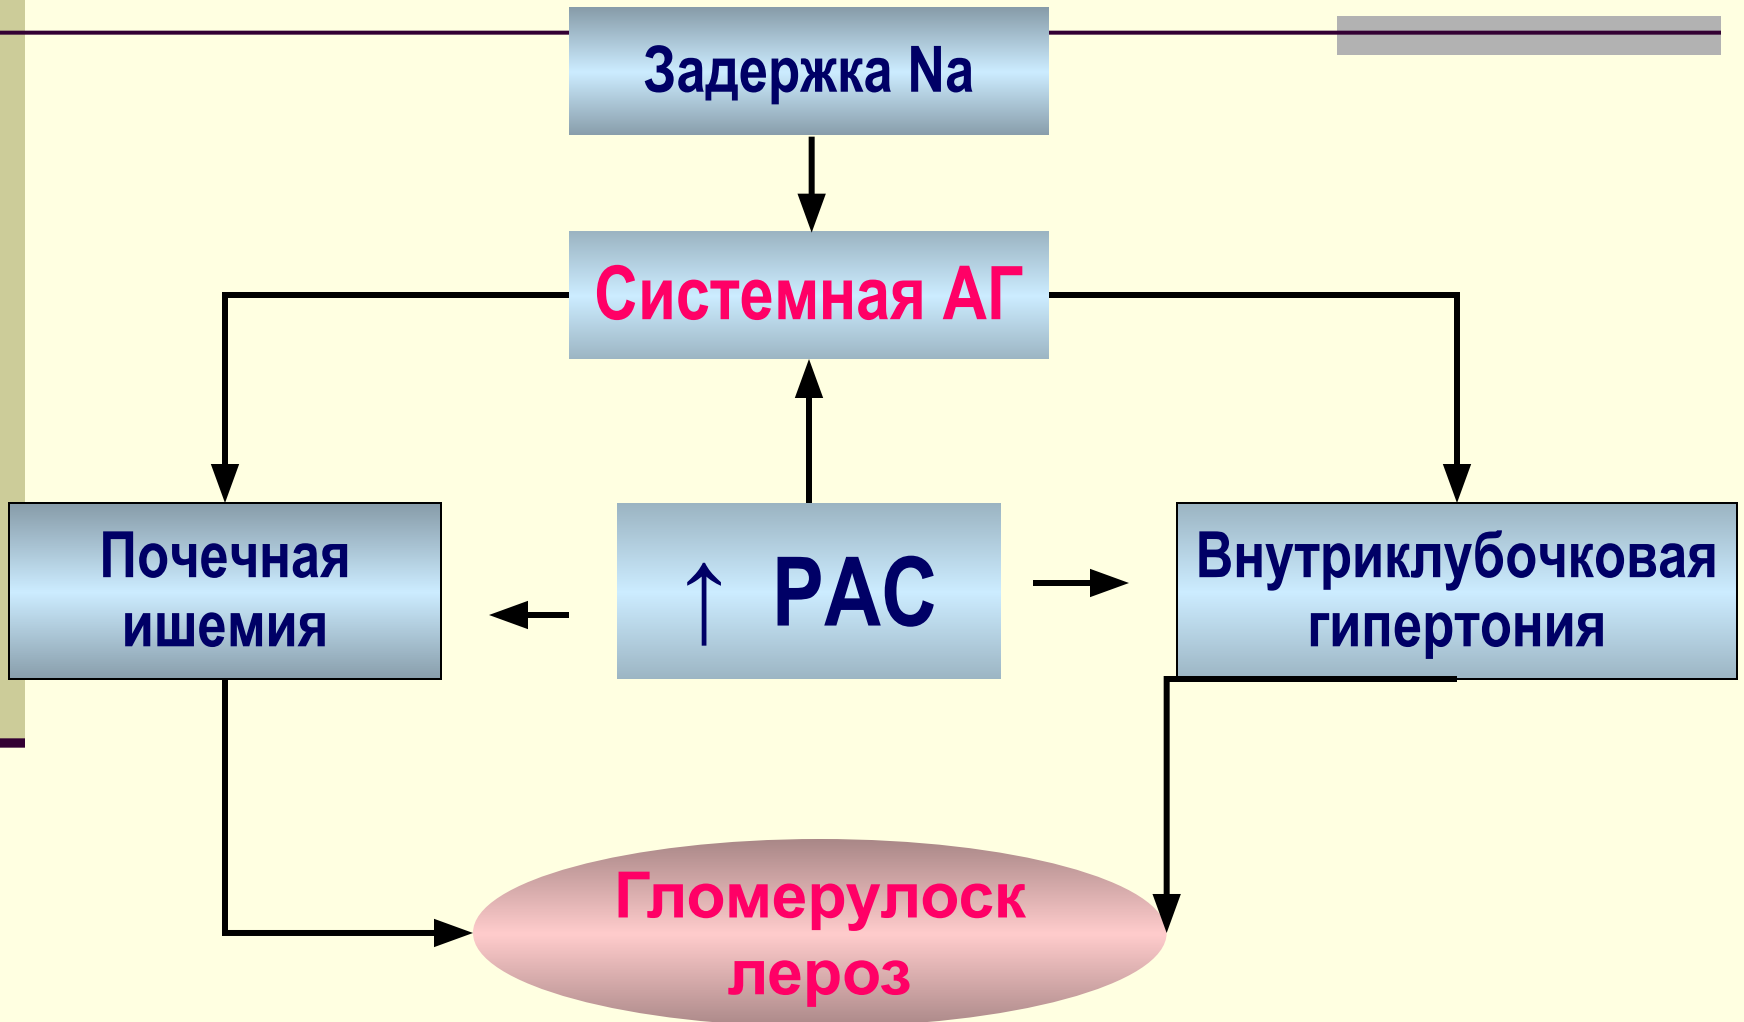 Задержка Na
Системная АГ
Почечная
ишемия
↑ РАС
Внутриклубочковая
гипертония
Гломерулоск
лероз